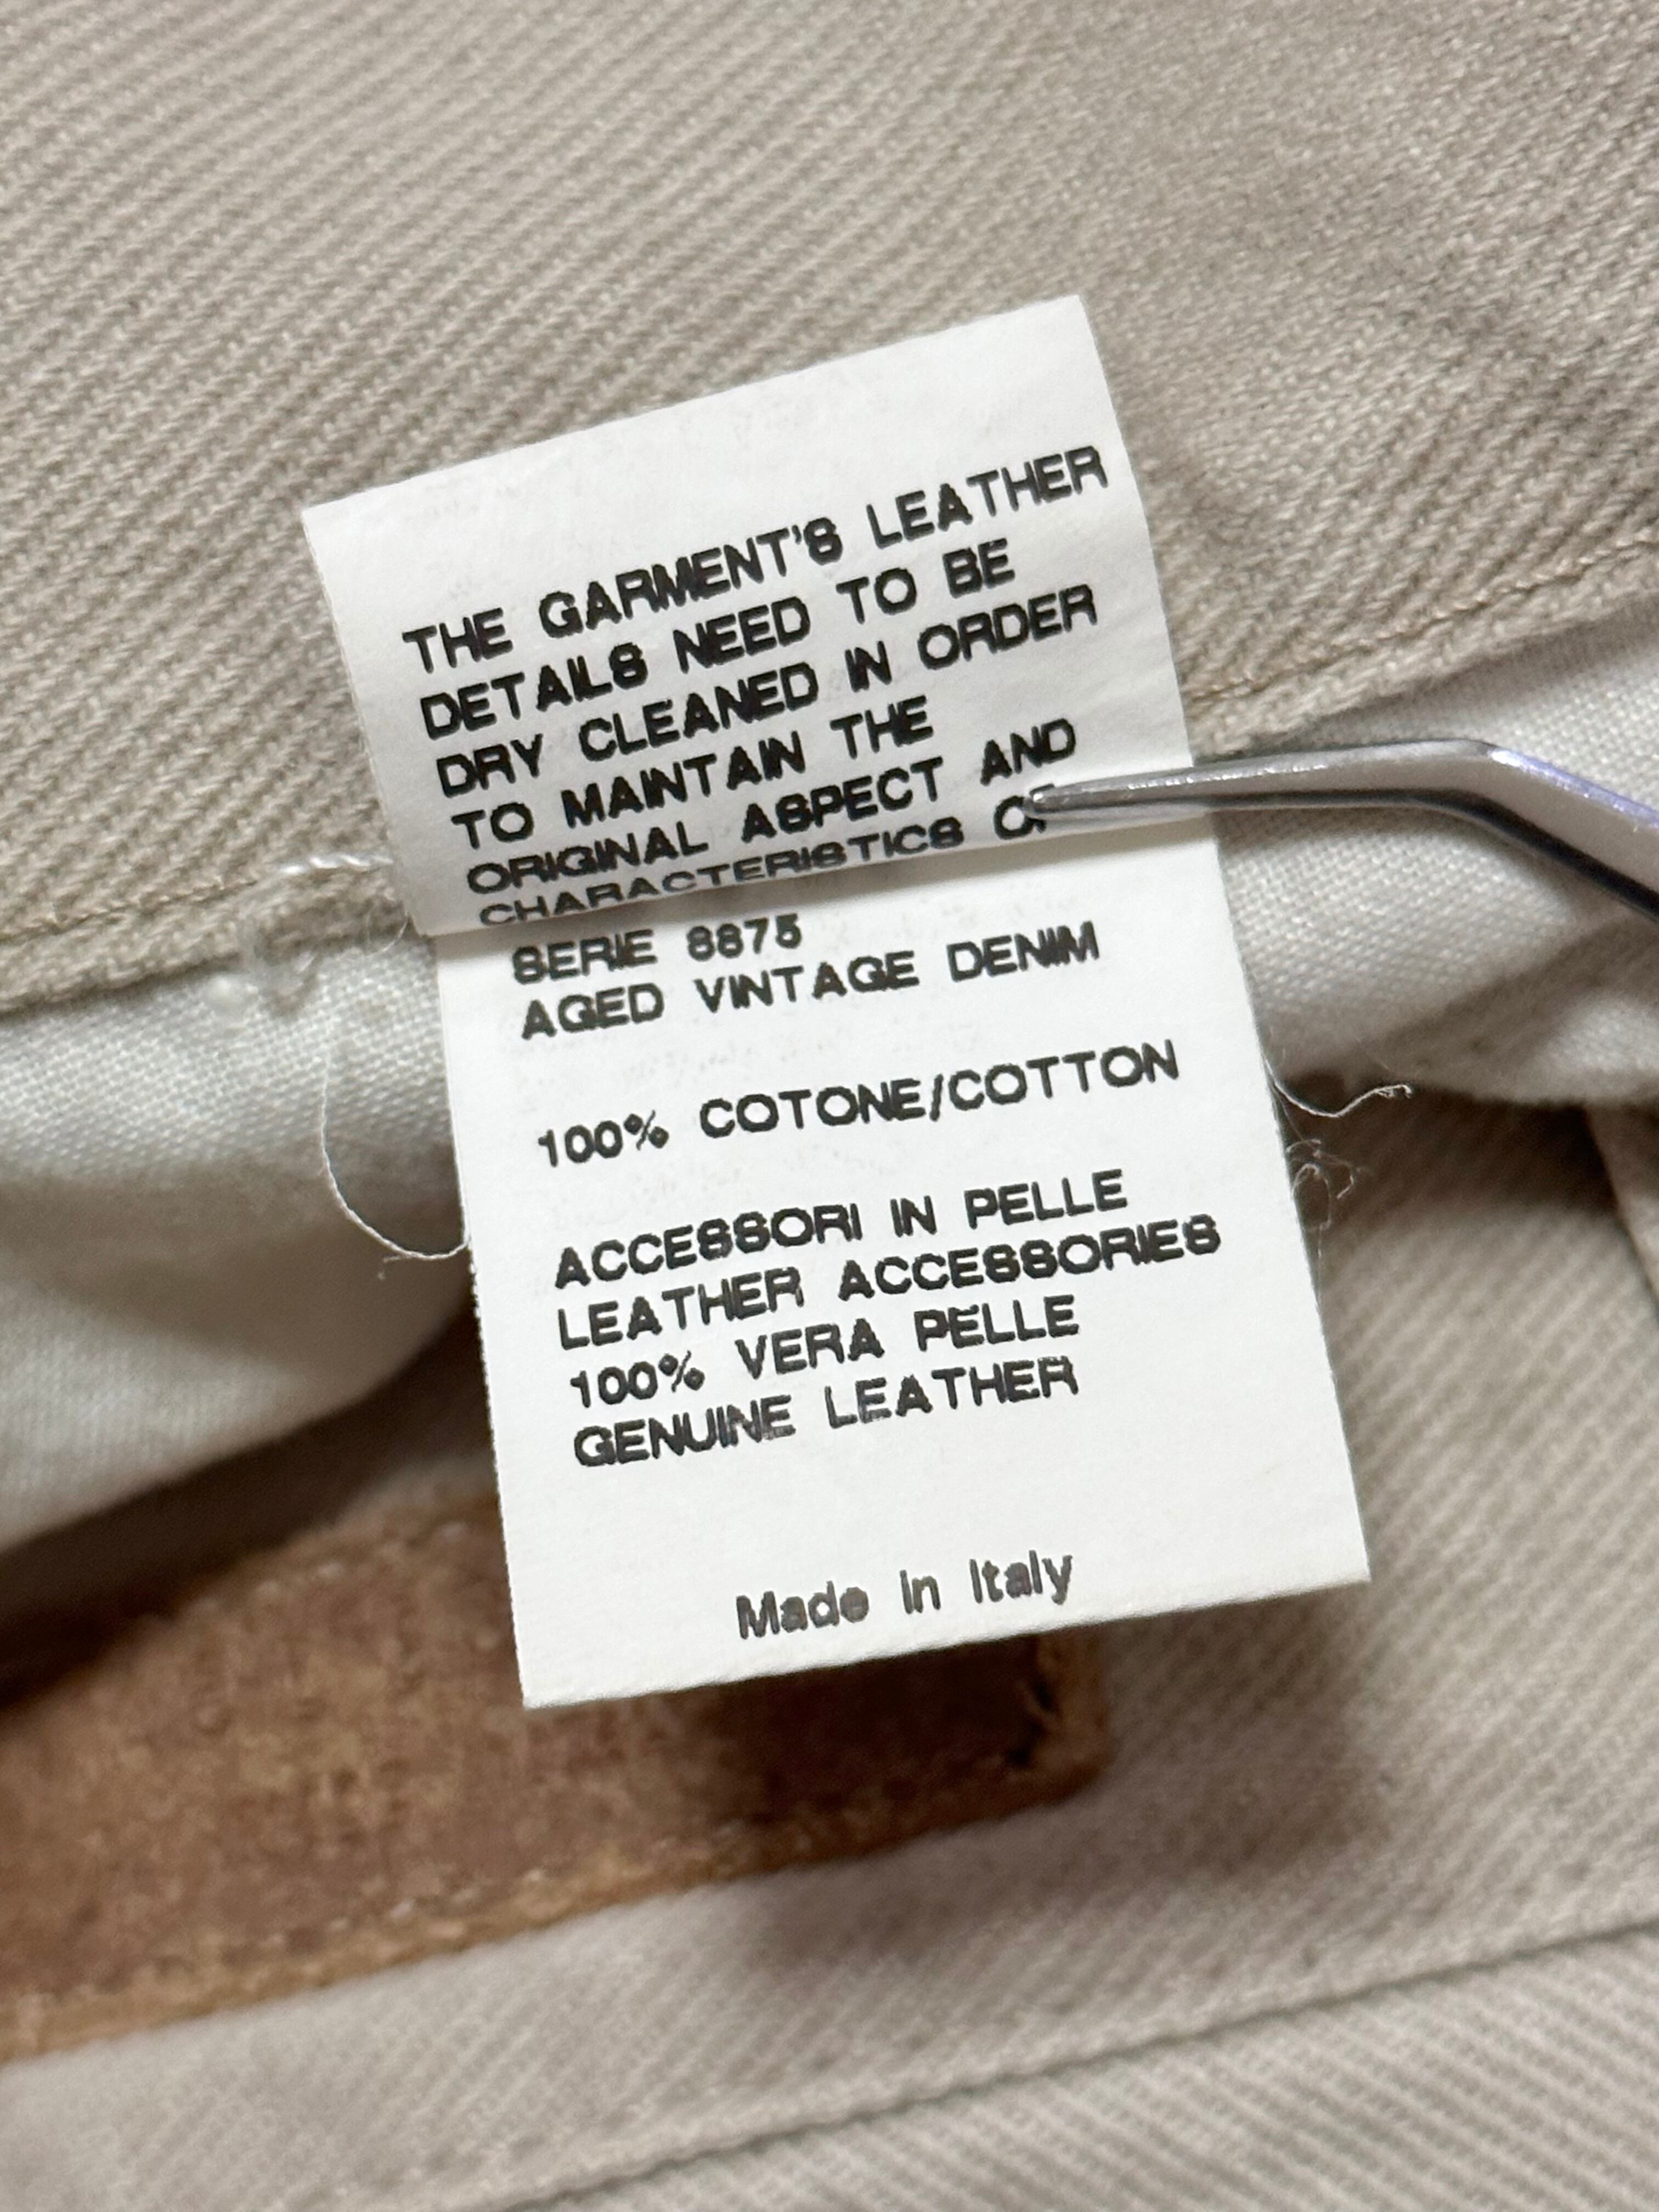 THE GARMENT'S LEATHER
DETAILS NEED TO BE
DRY CLEANED IN ORDER
TO MAINTAIN THE
ORIGINAL ASPECT AND
CHARACTERISTICS OF
SERIE 8875
AGED VINTAGE DENIM
100% COTONE/COTTON
ACCESSORI IN PELLE
LEATHER ACCESSORIES
100% VERA PELLE
GENUINE LEATHER
Made in Italy